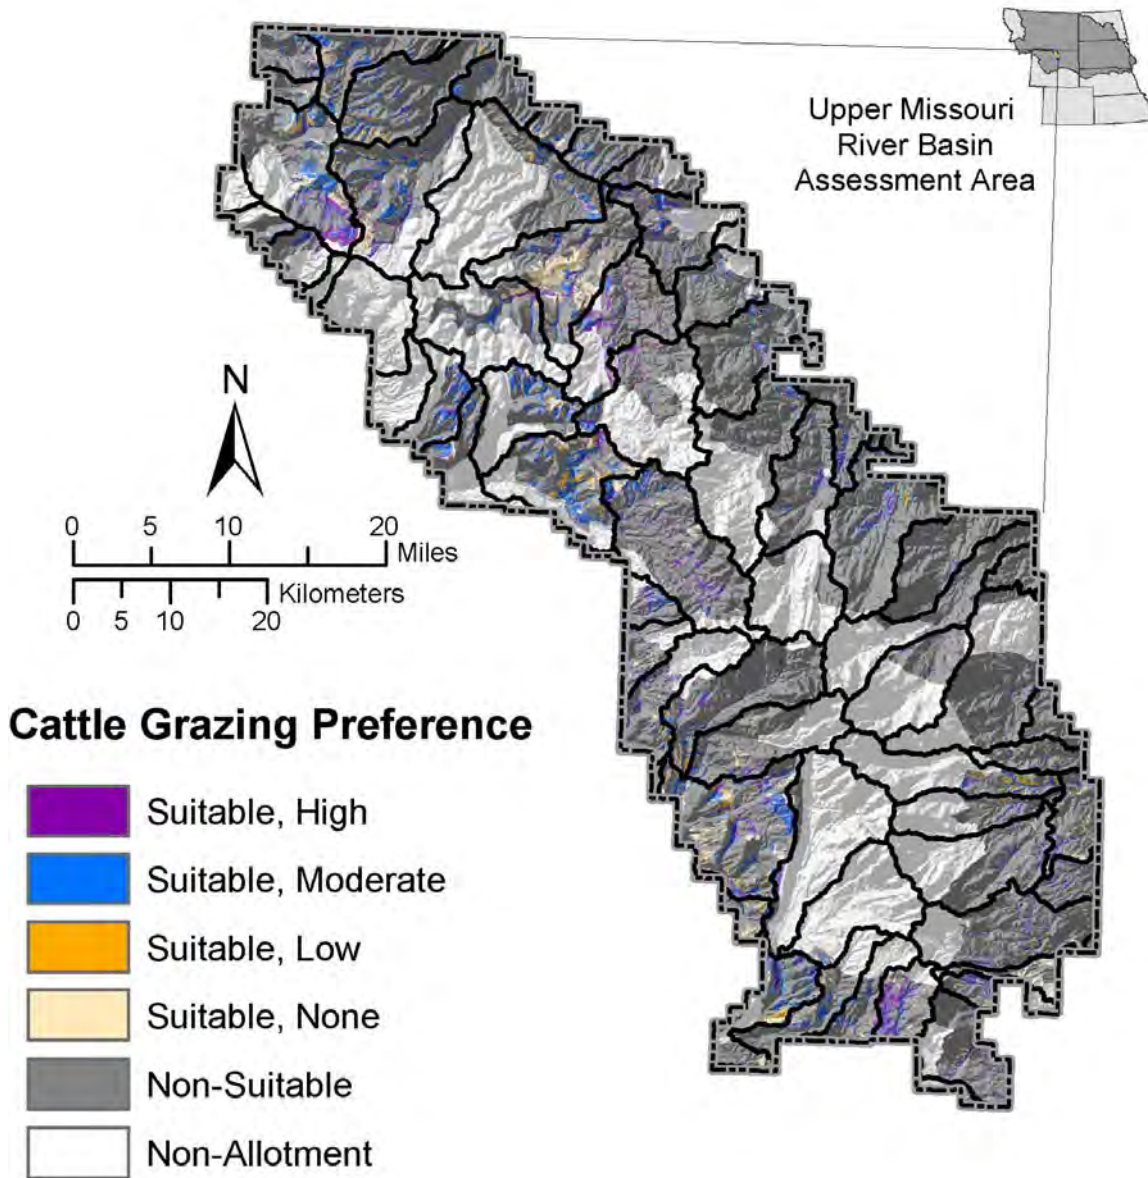 Upper Missouri
River Basin
Assessment Area
N
0 5 10 20
Miles
Kilometers
0 5 10 20
Cattle Grazing Preference
Suitable, High
Suitable, Moderate
Suitable, Low
Suitable, None
Non-Suitable
Non-Allotment